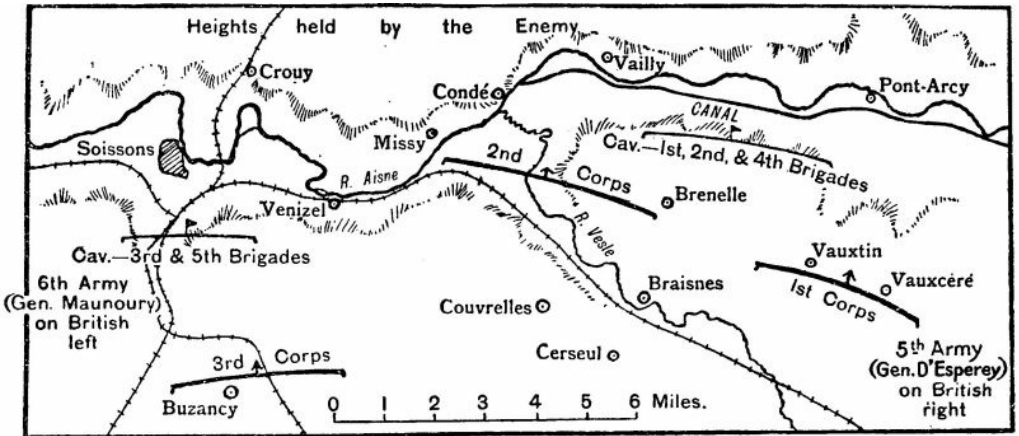 Heights held by the Enemy
Crouy
Vailly
Condé
Pont-Arcy
CANAL
Missy
Soissons
Cav.—1st, 2nd, & 4th Brigades
2nd Corps
R. Aisne
Brenelle
Venizel
R. Vesle
Cav.—3rd & 5th Brigades
Vauxtin
Vauxcéré
1st Corps
6th Army
(Gen. Maunoury)
on British
left
Braisnes
Couvrelles
Cerseuil
5th Army
(Gen. D'Esperey)
on British
right
3rd Corps
Buzancy
0 1 2 3 4 5 6 Miles.